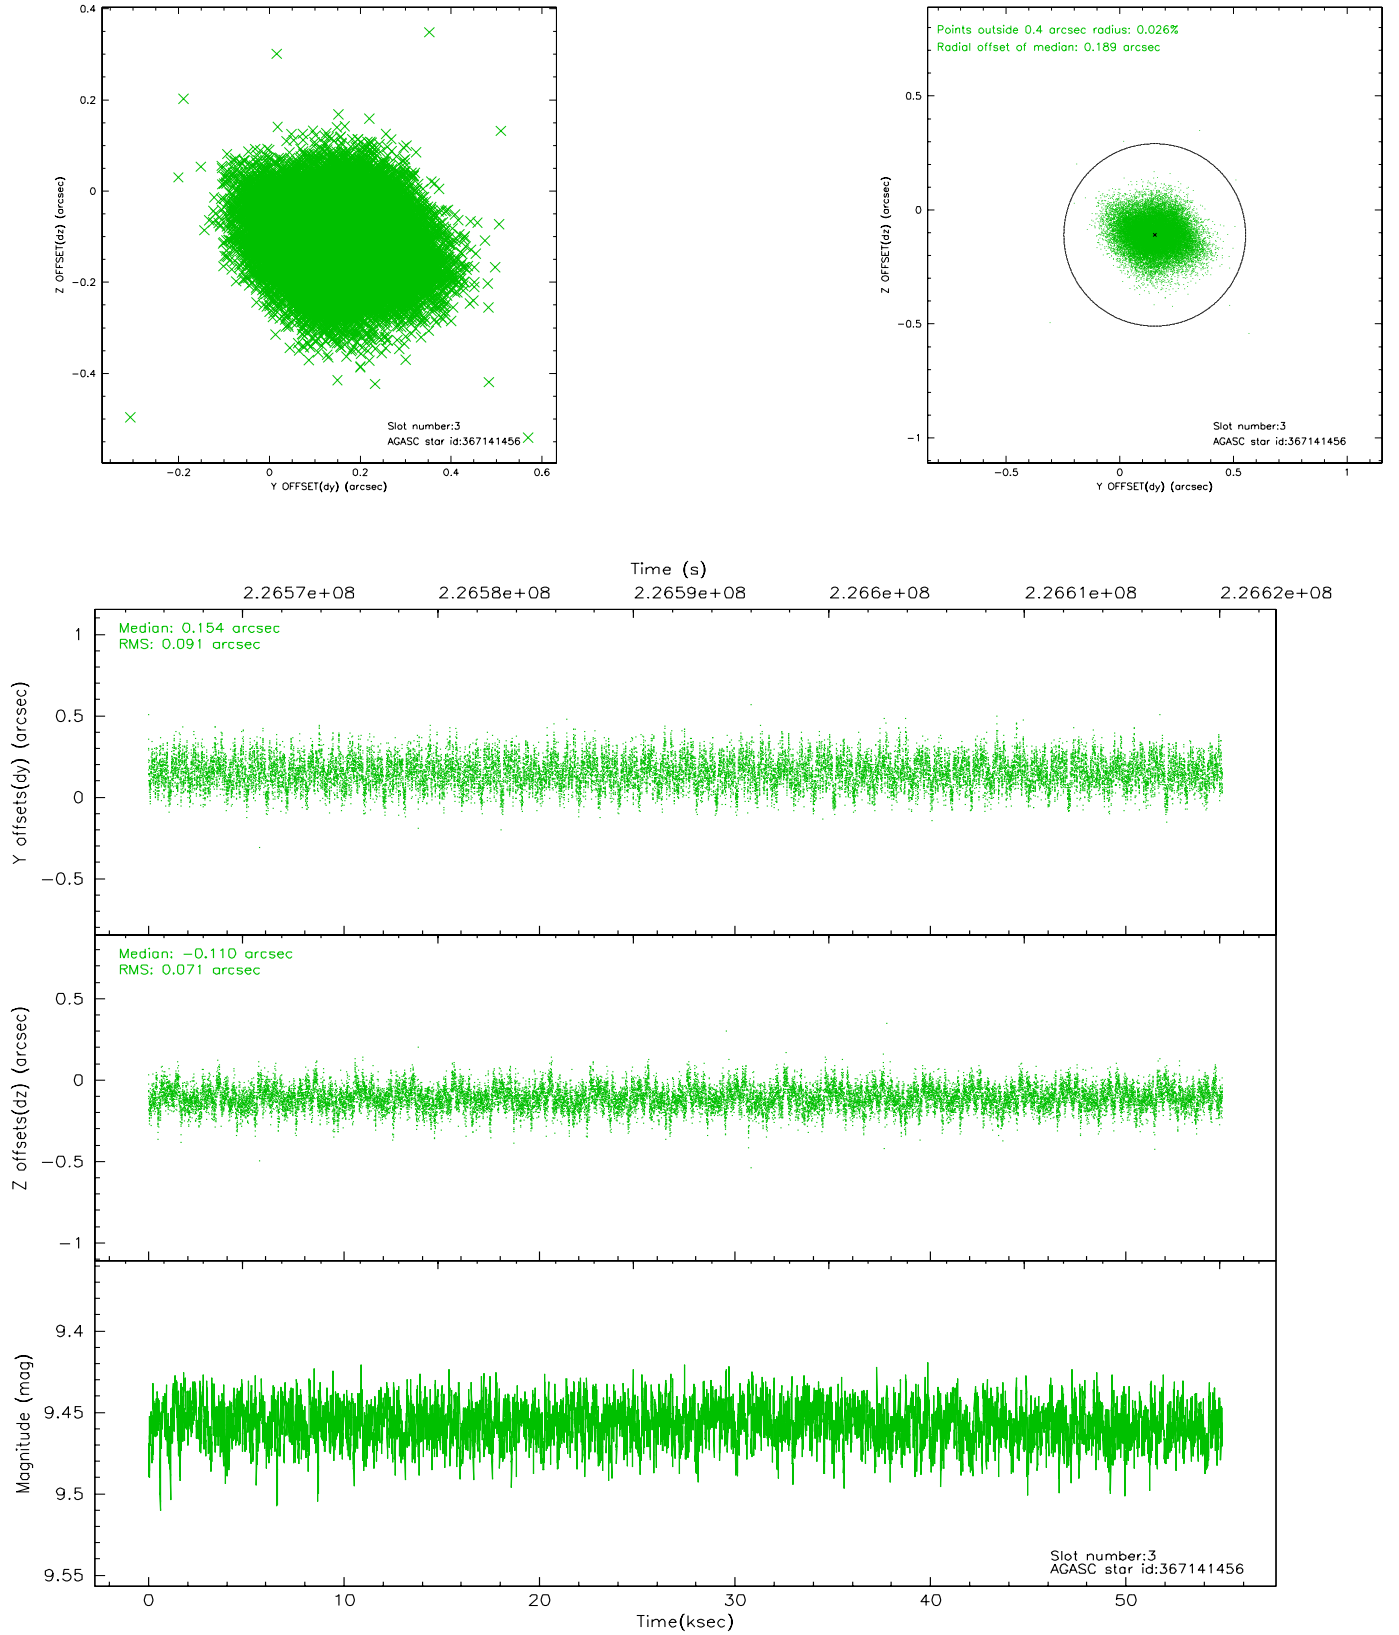 0.4
0.2
0
−0.2
−0.4
Z OFFSET(dz) (arcsec)
Slot number:3
AGASC star id:367141456
−0.2 0 0.2 0.4 0.6
Y OFFSET(dy) (arcsec)
Points outside 0.4 arcsec radius: 0.026%
Radial offset of median: 0.189 arcsec
0.5
0
−0.5
−1
Z OFFSET(dz) (arcsec)
Slot number:3
AGASC star id:367141456
−0.5 0 0.5 1
Y OFFSET(dy) (arcsec)
Time (s)
2.2657e+08 2.2658e+08 2.2659e+08 2.266e+08 2.2661e+08 2.2662e+08
Median: 0.154 arcsec
RMS: 0.091 arcsec
1
0.5
0
−0.5
Y offsets(dy) (arcsec)
Median: −0.110 arcsec
RMS: 0.071 arcsec
0.5
0
−0.5
−1
Z offsets(dz) (arcsec)
9.4
9.45
9.5
9.55
Magnitude (mag)
Slot number:3
AGASC star id:367141456
0 10 20 30 40 50
Time(ksec)